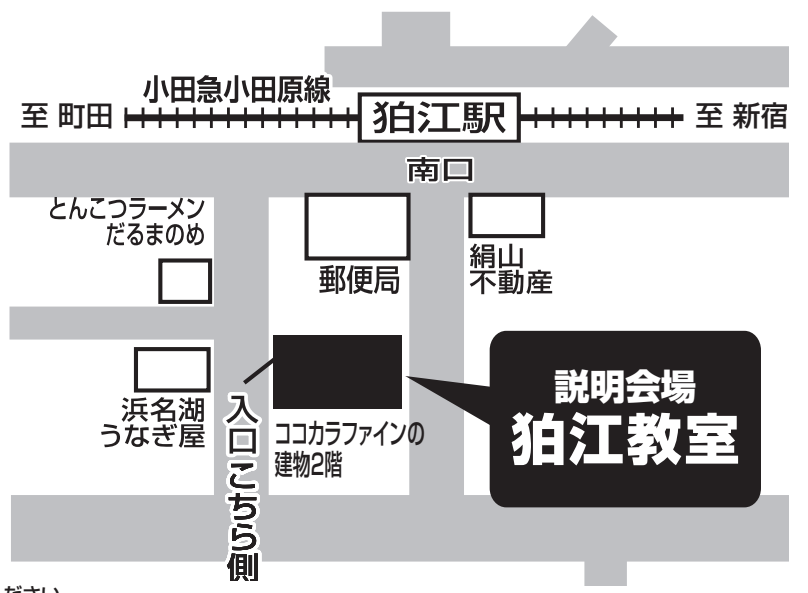 小田急小田原線
至 町田
狛江駅
至 新宿
南口
とんこつラーメン
だるまのめ
郵便局
絹山
不動産
説明会場
狛江教室
浜名湖
うなぎ屋
入口こちら側
ココカラファインの
建物2階
ださい